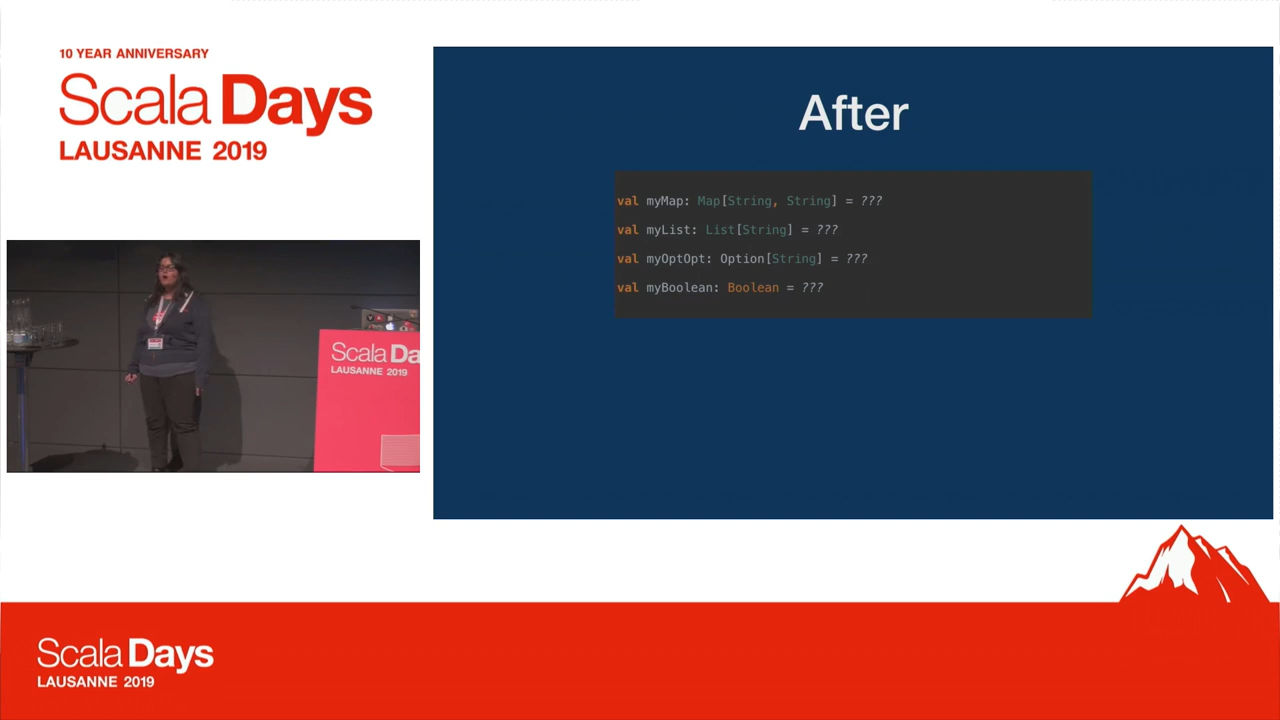 10 YEAR ANNIVERSARY
Scala Days
LAUSANNE 2019
After
val myMap: Map[String, String] = ???
val myList: List[String] = ???
val myOptOpt: Option[String] = ???
val myBoolean: Boolean = ???
Scala Da
LAUSANNE 2019
Scala Days
LAUSANNE 2019